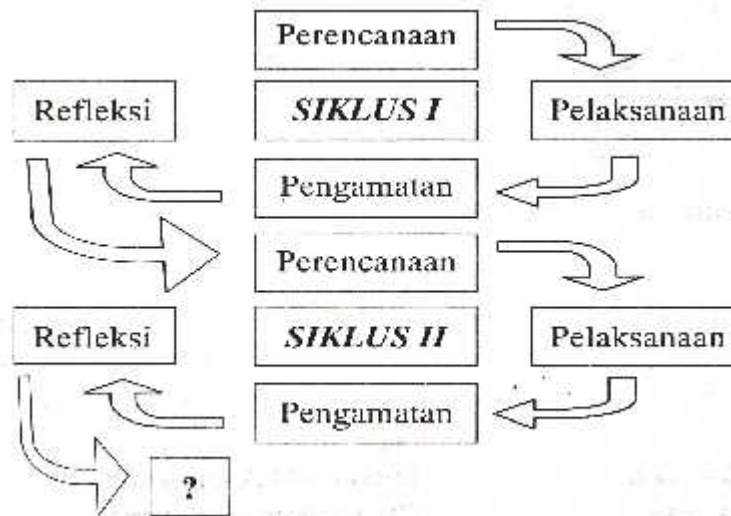 Perencanaan
Refleksi
SIKLUS I
Pelaksanaan
Pengamatan
Perencanaan
Refleksi
SIKLUS II
Pelaksanaan
Pengamatan
?